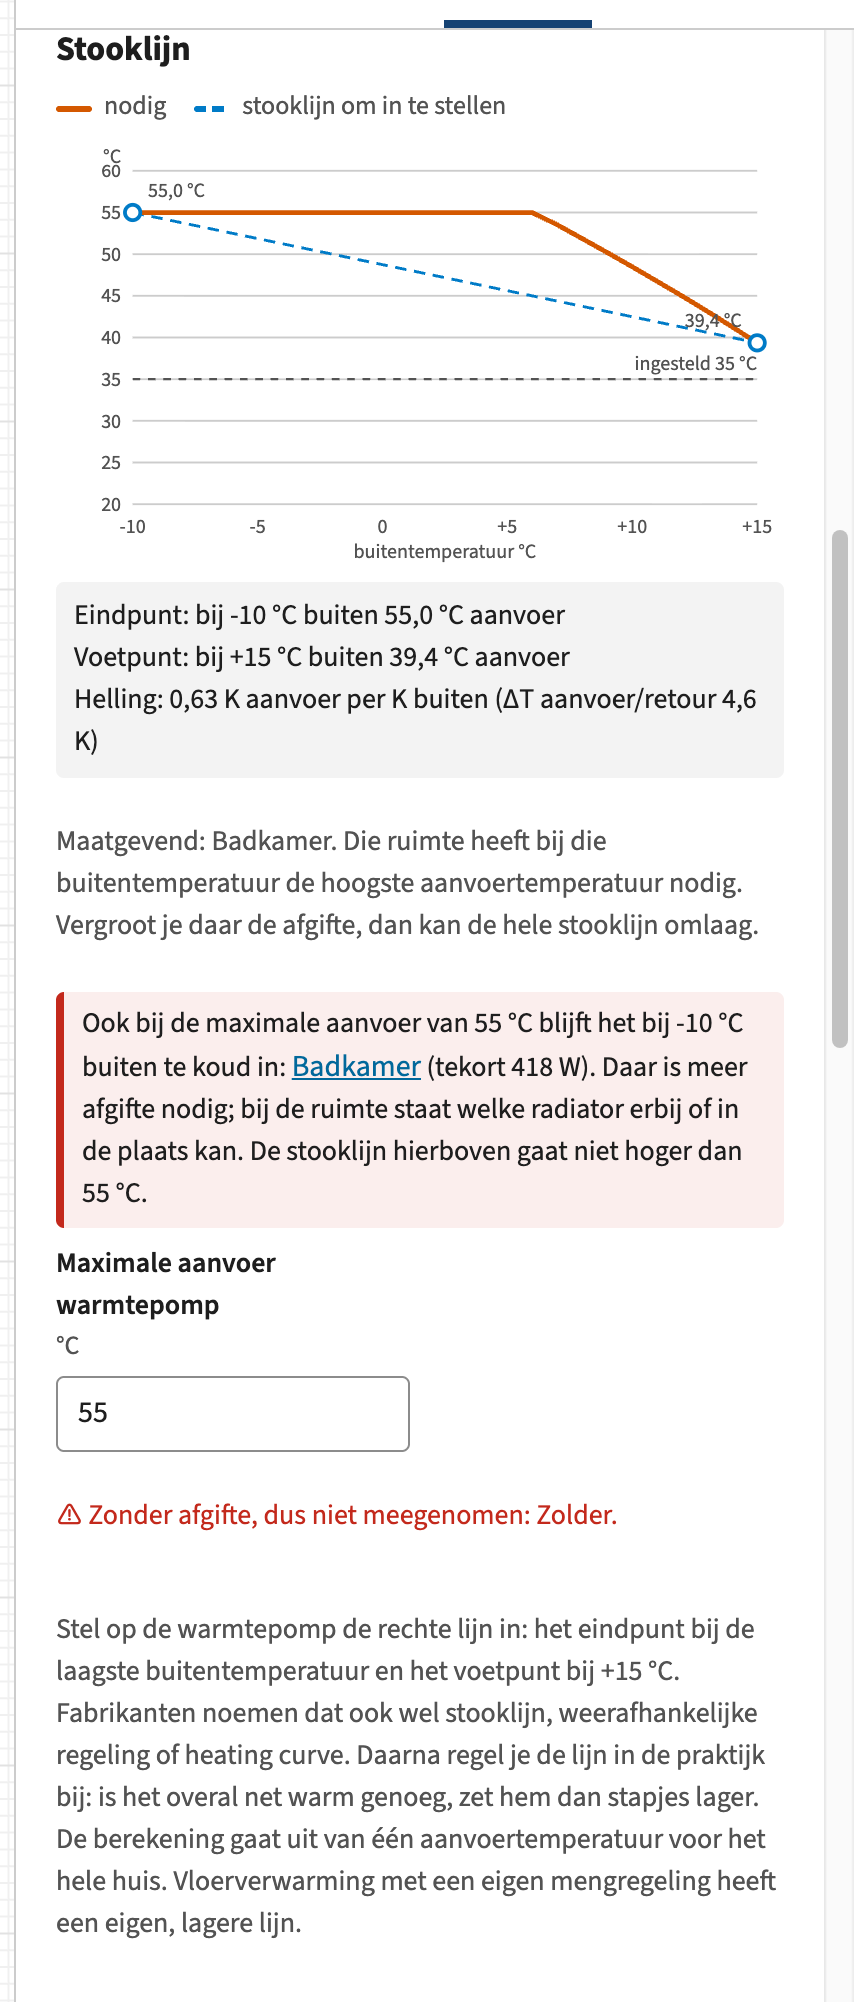 Stooklijn
nodig
stooklijn om in te stellen
°C
60
55,0 °C
55
50
45
39,4 °C
40
ingesteld 35 °C
35
30
25
20
-10
-5
0
+5
+10
+15
buitentemperatuur °C
Eindpunt: bij -10 °C buiten 55,0 °C aanvoer
Voetpunt: bij +15 °C buiten 39,4 °C aanvoer
Helling: 0,63 K aanvoer per K buiten (ΔT aanvoer/retour 4,6
K)
Maatgevend: Badkamer. Die ruimte heeft bij die
buitentemperatuur de hoogste aanvoertemperatuur nodig.
Vergroot je daar de afgifte, dan kan de hele stooklijn omlaag.
Ook bij de maximale aanvoer van 55 °C blijft het bij -10 °C
buiten te koud in: Badkamer (tekort 418 W). Daar is meer
afgifte nodig; bij de ruimte staat welke radiator erbij of in
de plaats kan. De stooklijn hierboven gaat niet hoger dan
55 °C.
Maximale aanvoer
warmtepomp
°C
55
⚠ Zonder afgifte, dus niet meegenomen: Zolder.
Stel op de warmtepomp de rechte lijn in: het eindpunt bij de
laagste buitentemperatuur en het voetpunt bij +15 °C.
Fabrikanten noemen dat ook wel stooklijn, weerafhankelijke
regeling of heating curve. Daarna regel je de lijn in de praktijk
bij: is het overal net warm genoeg, zet hem dan stapjes lager.
De berekening gaat uit van één aanvoertemperatuur voor het
hele huis. Vloerverwarming met een eigen mengregeling heeft
een eigen, lagere lijn.